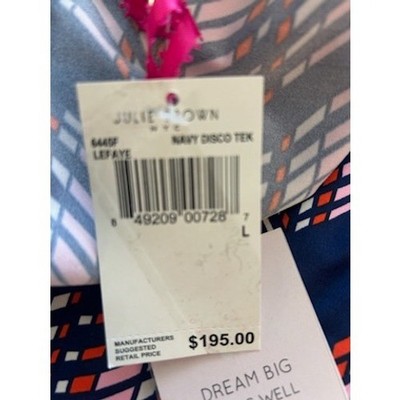 JULIE BROWN
NYC
6445F NAVY DISCO TEK
LEFAYE
8 49209 00728 7
L
MANUFACTURERS
SUGGESTED
RETAIL PRICE $195.00
DREAM BIG
WELL